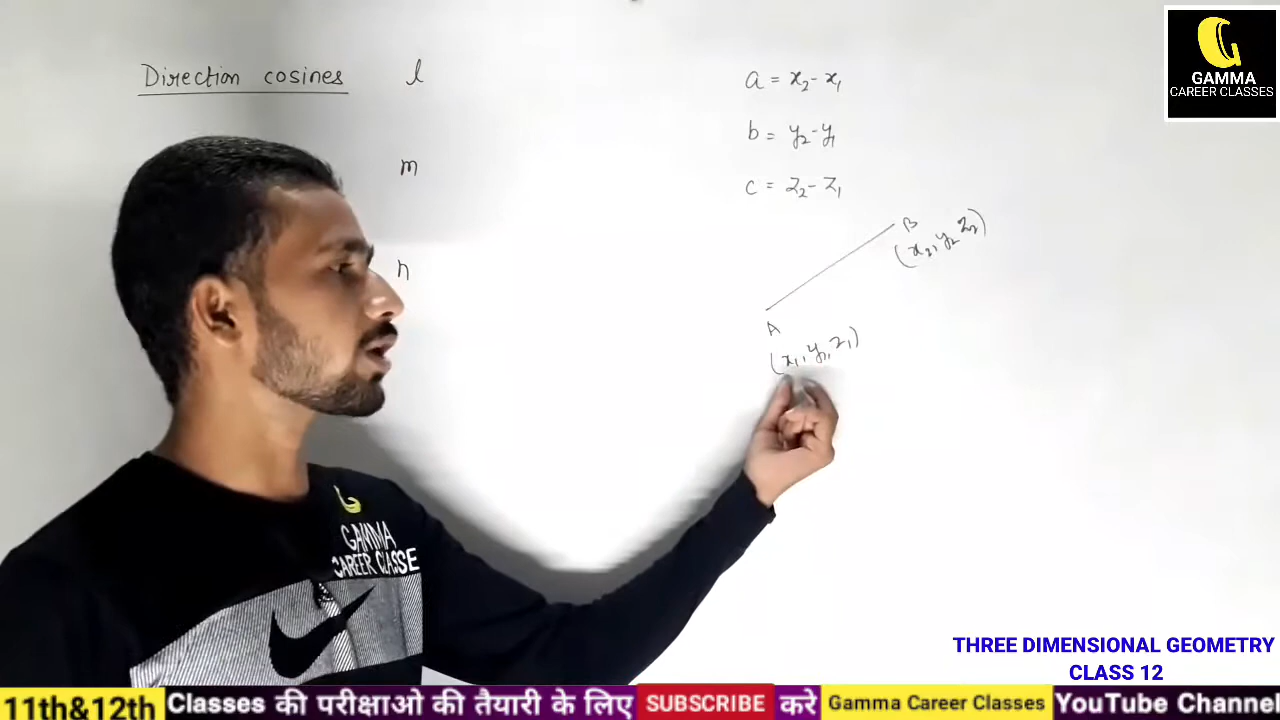 Direction cosines l
m
n
a = x₂ - x₁
b = y₂ - y₁
c = z₂ - z₁
B
(x₂, y₂ z₂)
A
(x₁, y₁, z₁)
GAMMA
CAREER CLASSES
GAMMA
CAREER CLASSE
THREE DIMENSIONAL GEOMETRY
CLASS 12
11th&12th Classes की परीक्षाओ की तैयारी के लिए SUBSCRIBE करे Gamma Career Classes YouTube Channel